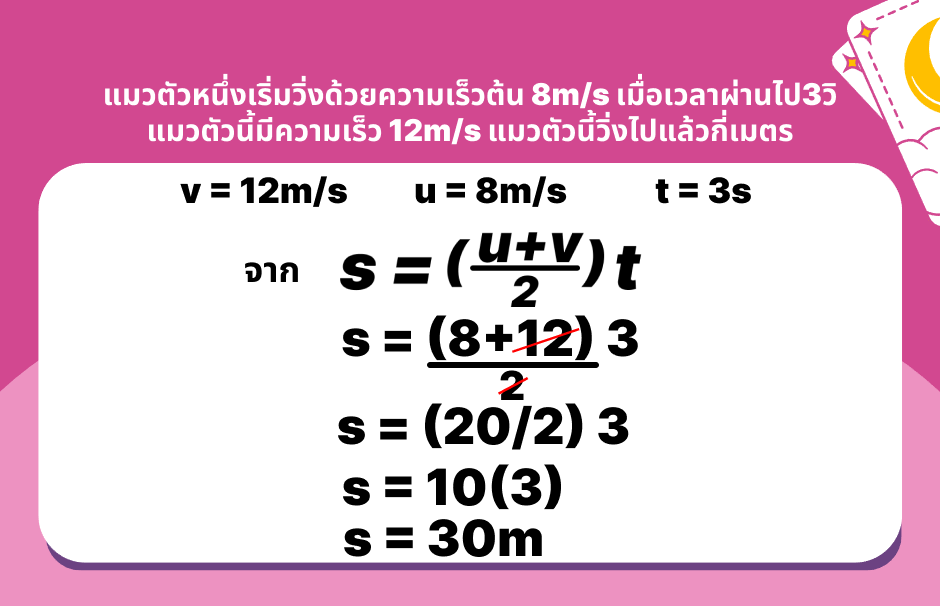 แมวตัวหนึ่งเริ่มวิ่งด้วยความเร็วต้น 8m/s เมื่อเวลาผ่านไป3วิ
แมวตัวนี้มีความเร็ว 12m/s แมวตัวนี้วิ่งไปแล้วกี่เมตร
v = 12m/s u = 8m/s t = 3s
จาก s = (u+v/2)t
s = (8+12) 3
2
s = (20/2) 3
s = 10(3)
s = 30m